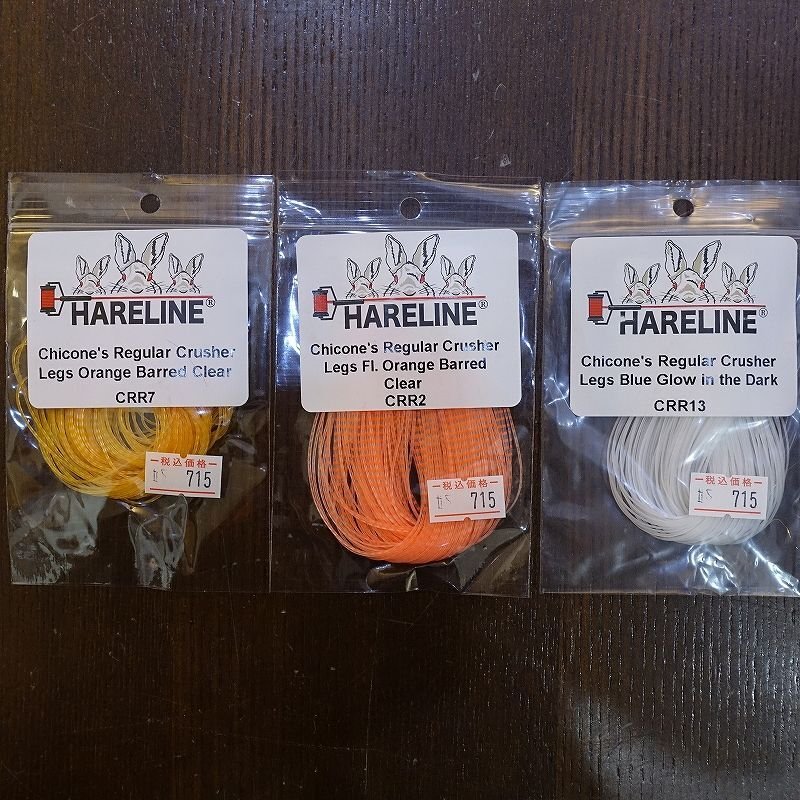 HARELINE®
Chicone's Regular Crusher
Legs Orange Barred Clear
CRR7
税込価格
715
HARELINE®
Chicone's Regular Crusher
Legs Fl. Orange Barred
Clear
CRR2
税込価格
715
HARELINE®
Chicone's Regular Crusher
Legs Blue Glow in the Dark
CRR13
税込価格
715